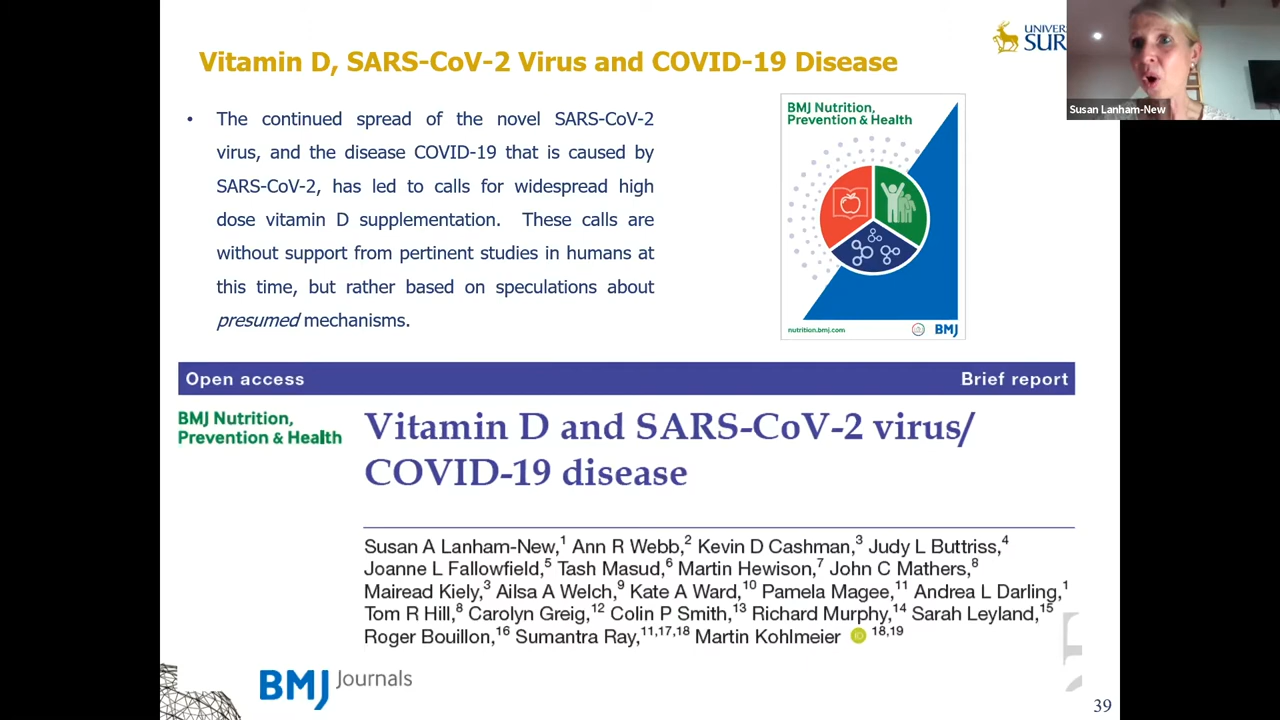 Vitamin D, SARS-CoV-2 Virus and COVID-19 Disease
UNIVER
SUR
Susan Lanham-New
• The continued spread of the novel SARS-CoV-2
virus, and the disease COVID-19 that is caused by
SARS-CoV-2, has led to calls for widespread high
dose vitamin D supplementation. These calls are
without support from pertinent studies in humans at
this time, but rather based on speculations about
presumed mechanisms.
BMJ Nutrition,
Prevention & Health
nutrition.bmj.com
BMJ
Open access
Brief report
BMJ Nutrition,
Prevention & Health
Vitamin D and SARS-CoV-2 virus/
COVID-19 disease
Susan A Lanham-New,1 Ann R Webb,2 Kevin D Cashman,3 Judy L Buttriss,4
Joanne L Fallowfield,5 Tash Masud,6 Martin Hewison,7 John C Mathers,8
Mairead Kiely,3 Ailsa A Welch,9 Kate A Ward,10 Pamela Magee,11 Andrea L Darling,1
Tom R Hill,8 Carolyn Greig,12 Colin P Smith,13 Richard Murphy,14 Sarah Leyland,15
Roger Bouillon,16 Sumantra Ray,11,17,18 Martin Kohlmeier iD 18,19
BMJ Journals
39